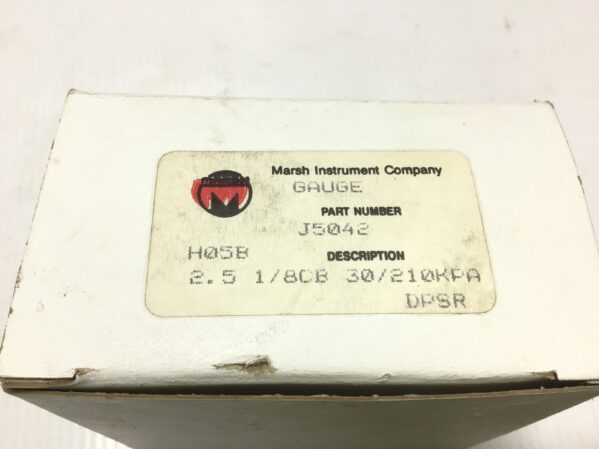 Marsh Instrument Company
GAUGE
PART NUMBER
J5042
H05B DESCRIPTION
2.5 1/8CB 30/210KPA
DPSR
M